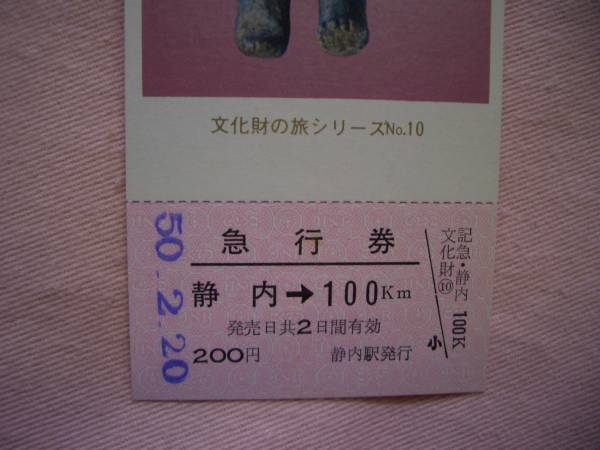 文化財の旅シリーズNo.10
急行券
静内→100Km
発売日共2日間有効
200円 静内駅発行
50.2.20
記急・静内 100K
文化財⑩
小